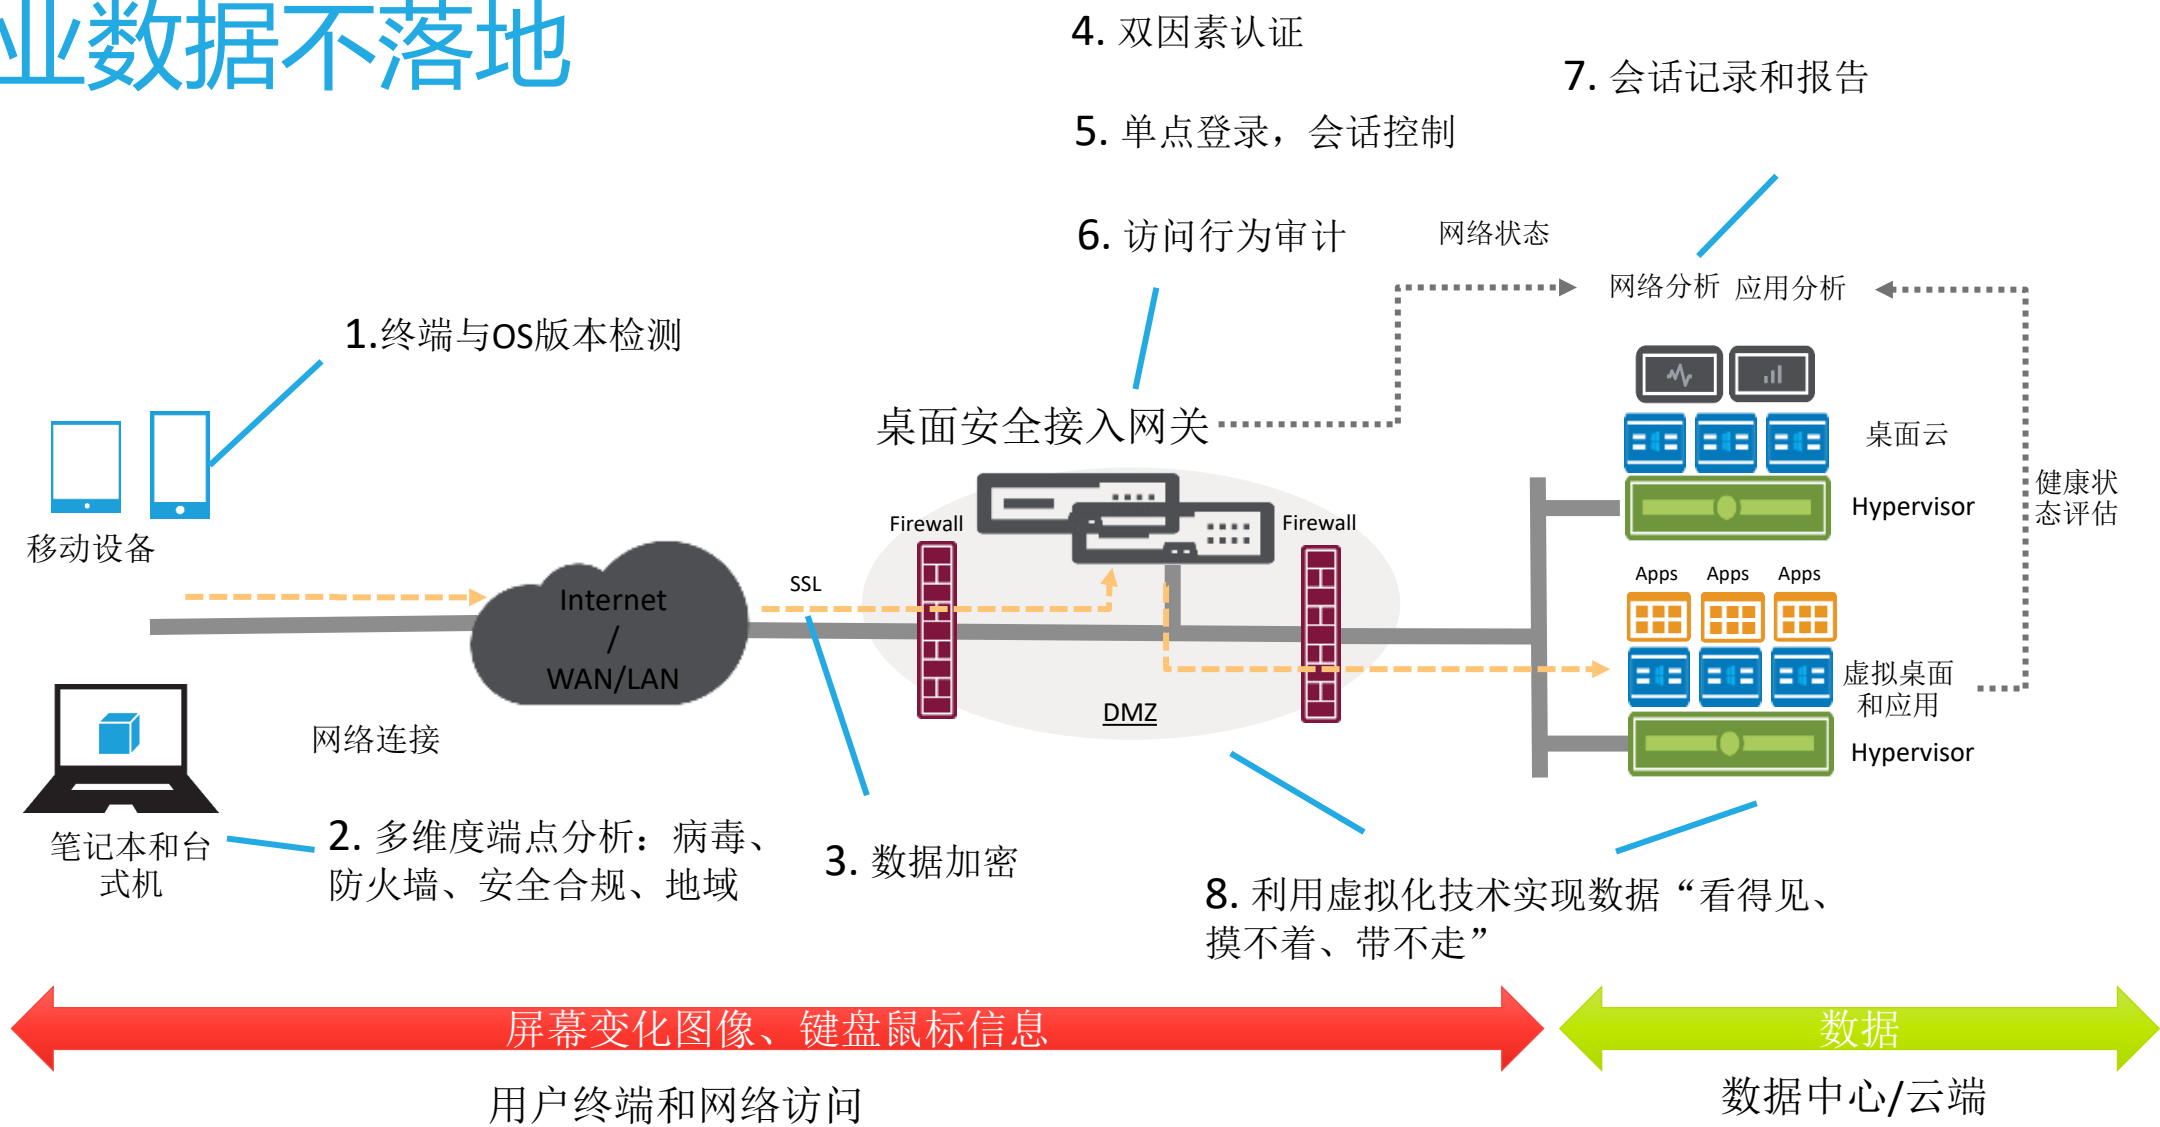 业数据不落地
4. 双因素认证
5. 单点登录，会话控制
6. 访问行为审计
7. 会话记录和报告
网络状态
网络分析
应用分析
1.终端与OS版本检测
桌面安全接入网关
移动设备
Firewall
Firewall
SSL
Internet
/
WAN/LAN
DMZ
桌面云
Hypervisor
健康状
态评估
Apps
Apps
Apps
虚拟桌面
和应用
Hypervisor
网络连接
笔记本和台
式机
2. 多维度端点分析：病毒、
防火墙、安全合规、地域
3. 数据加密
8. 利用虚拟化技术实现数据“看得见、
摸不着、带不走”
屏幕变化图像、键盘鼠标信息
数据
用户终端和网络访问
数据中心/云端